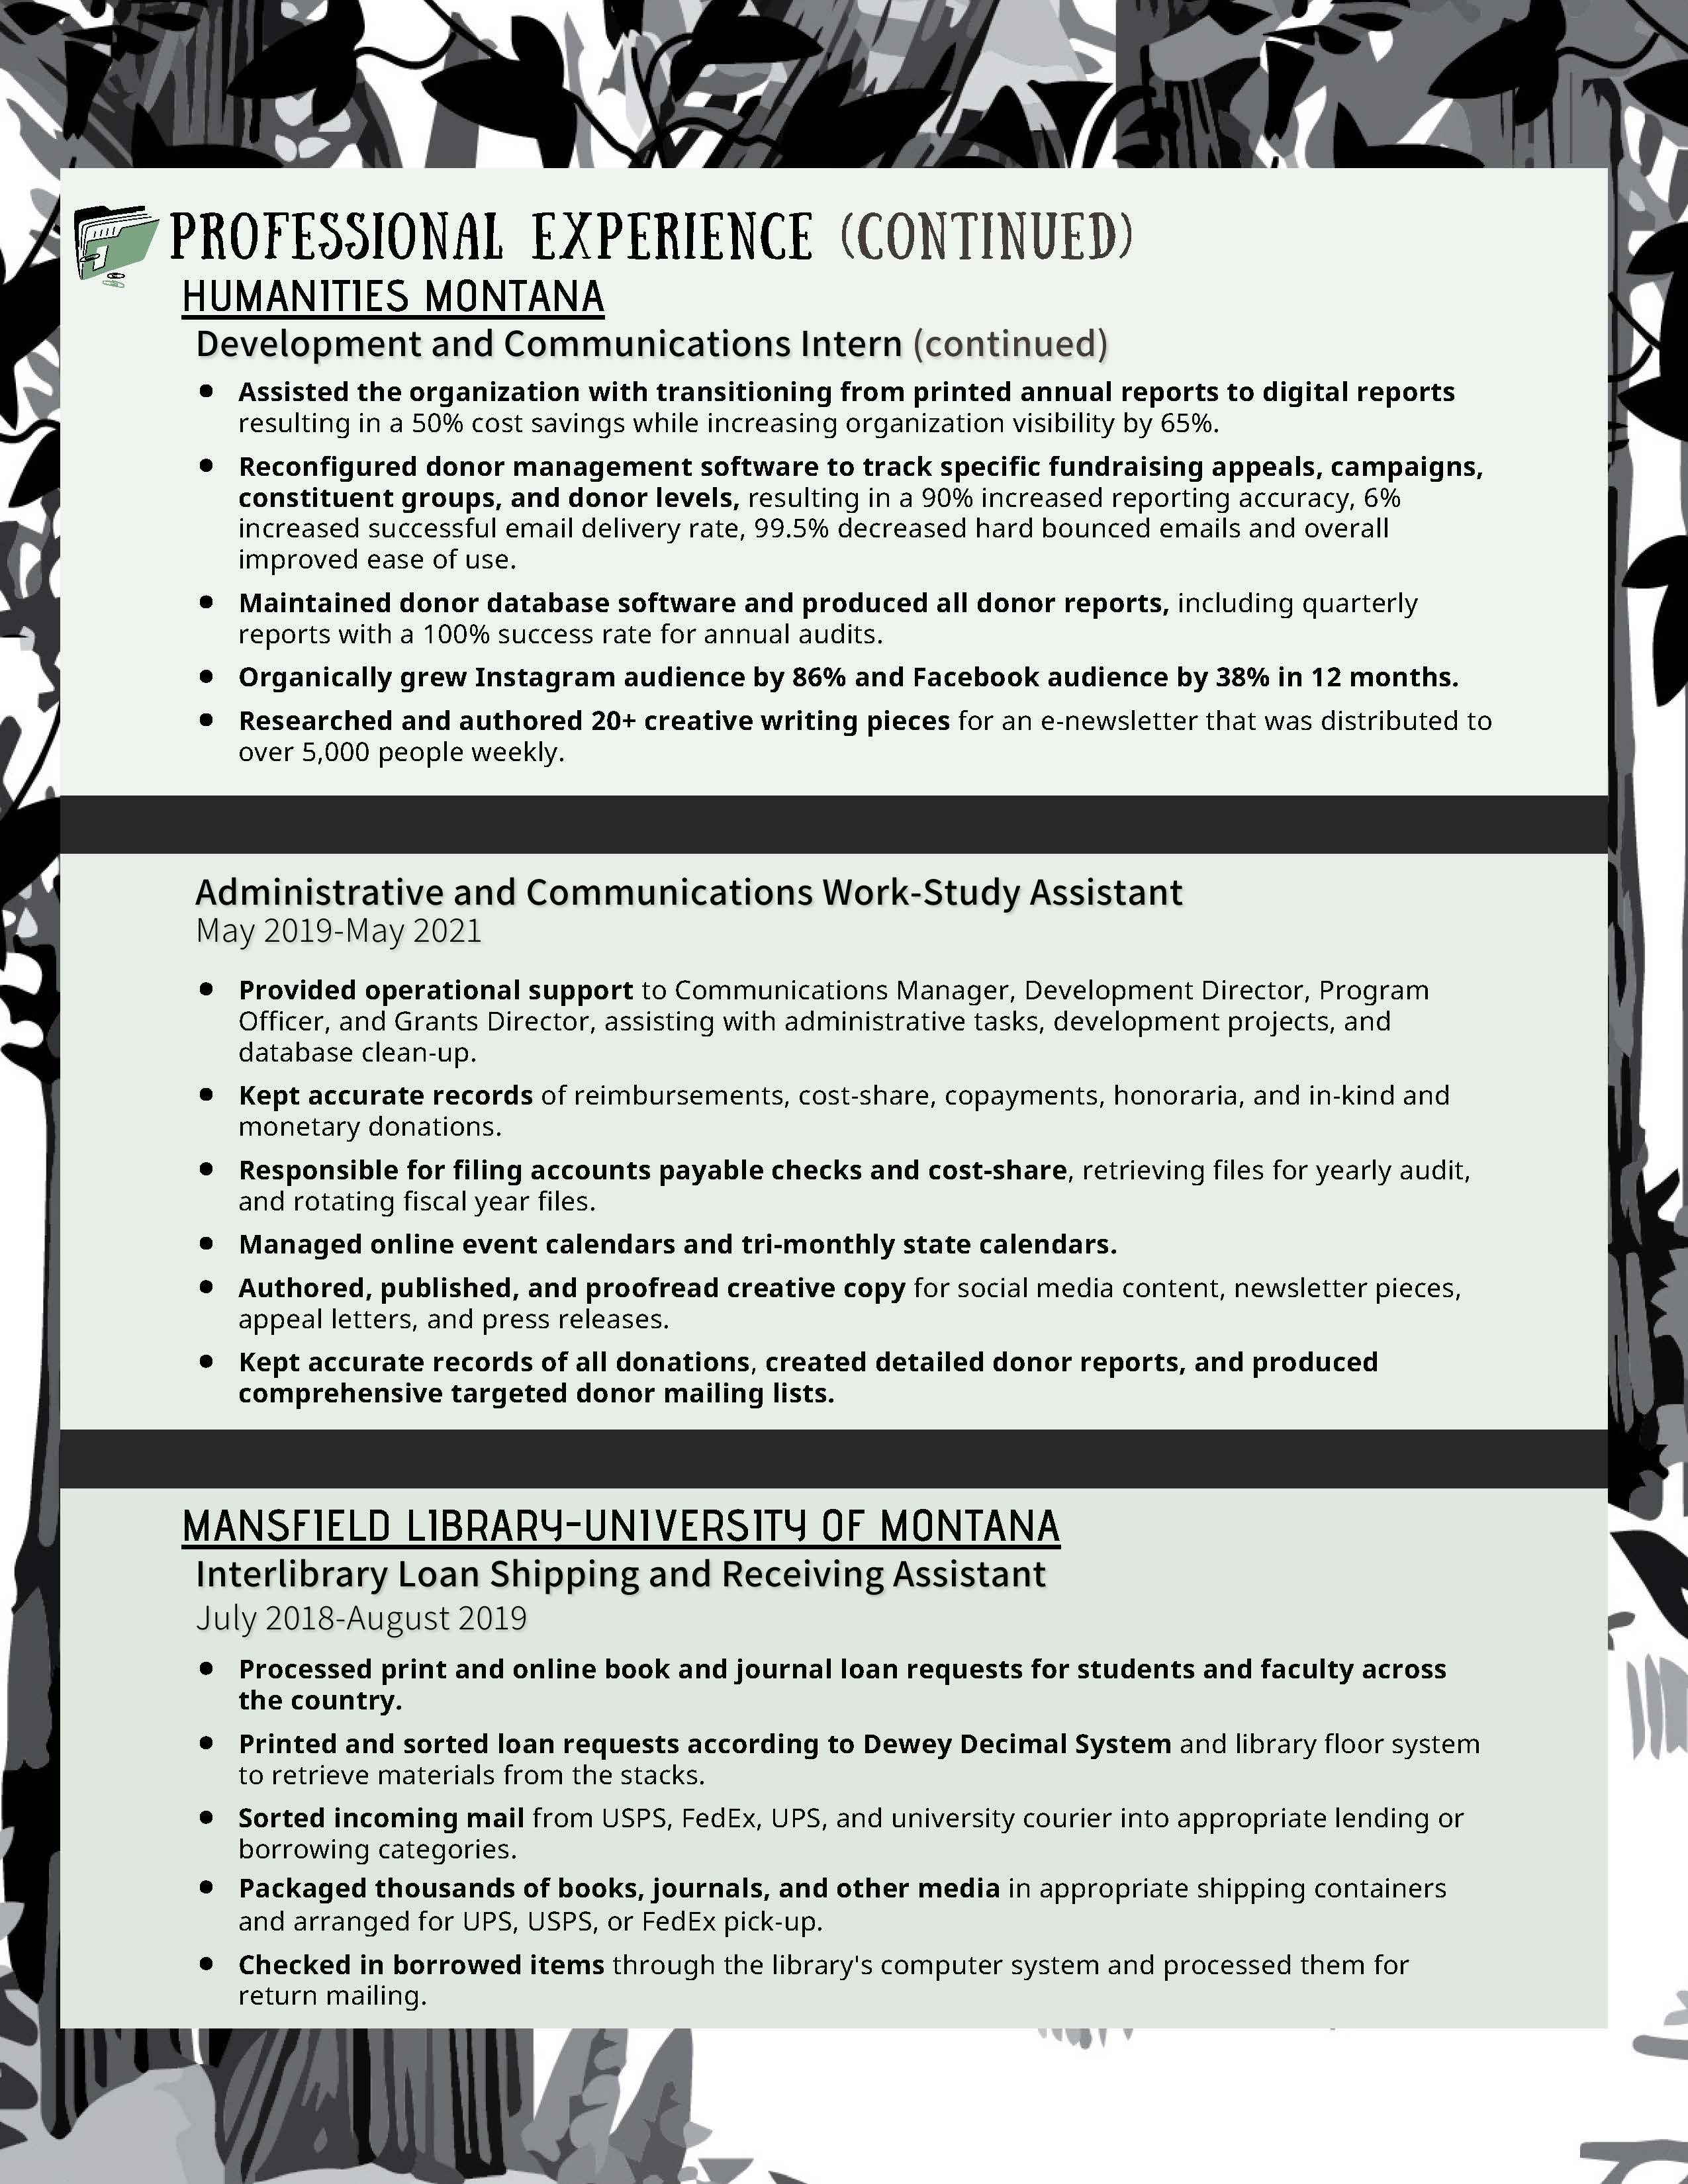 PROFESSIONAL EXPERIENCE (CONTINUED)
HUMANITIES MONTANA
Development and Communications Intern (continued)
• Assisted the organization with transitioning from printed annual reports to digital reports
resulting in a 50% cost savings while increasing organization visibility by 65%.
• Reconfigured donor management software to track specific fundraising appeals, campaigns,
constituent groups, and donor levels, resulting in a 90% increased reporting accuracy, 6%
increased successful email delivery rate, 99.5% decreased hard bounced emails and overall
improved ease of use.
• Maintained donor database software and produced all donor reports, including quarterly
reports with a 100% success rate for annual audits.
• Organically grew Instagram audience by 86% and Facebook audience by 38% in 12 months.
• Researched and authored 20+ creative writing pieces for an e-newsletter that was distributed to
over 5,000 people weekly.
Administrative and Communications Work-Study Assistant
May 2019-May 2021
• Provided operational support to Communications Manager, Development Director, Program
Officer, and Grants Director, assisting with administrative tasks, development projects, and
database clean-up.
• Kept accurate records of reimbursements, cost-share, copayments, honoraria, and in-kind and
monetary donations.
• Responsible for filing accounts payable checks and cost-share, retrieving files for yearly audit,
and rotating fiscal year files.
• Managed online event calendars and tri-monthly state calendars.
• Authored, published, and proofread creative copy for social media content, newsletter pieces,
appeal letters, and press releases.
• Kept accurate records of all donations, created detailed donor reports, and produced
comprehensive targeted donor mailing lists.
MANSFIELD LIBRARY-UNIVERSITY OF MONTANA
Interlibrary Loan Shipping and Receiving Assistant
July 2018-August 2019
• Processed print and online book and journal loan requests for students and faculty across
the country.
• Printed and sorted loan requests according to Dewey Decimal System and library floor system
to retrieve materials from the stacks.
• Sorted incoming mail from USPS, FedEx, UPS, and university courier into appropriate lending or
borrowing categories.
• Packaged thousands of books, journals, and other media in appropriate shipping containers
and arranged for UPS, USPS, or FedEx pick-up.
• Checked in borrowed items through the library's computer system and processed them for
return mailing.